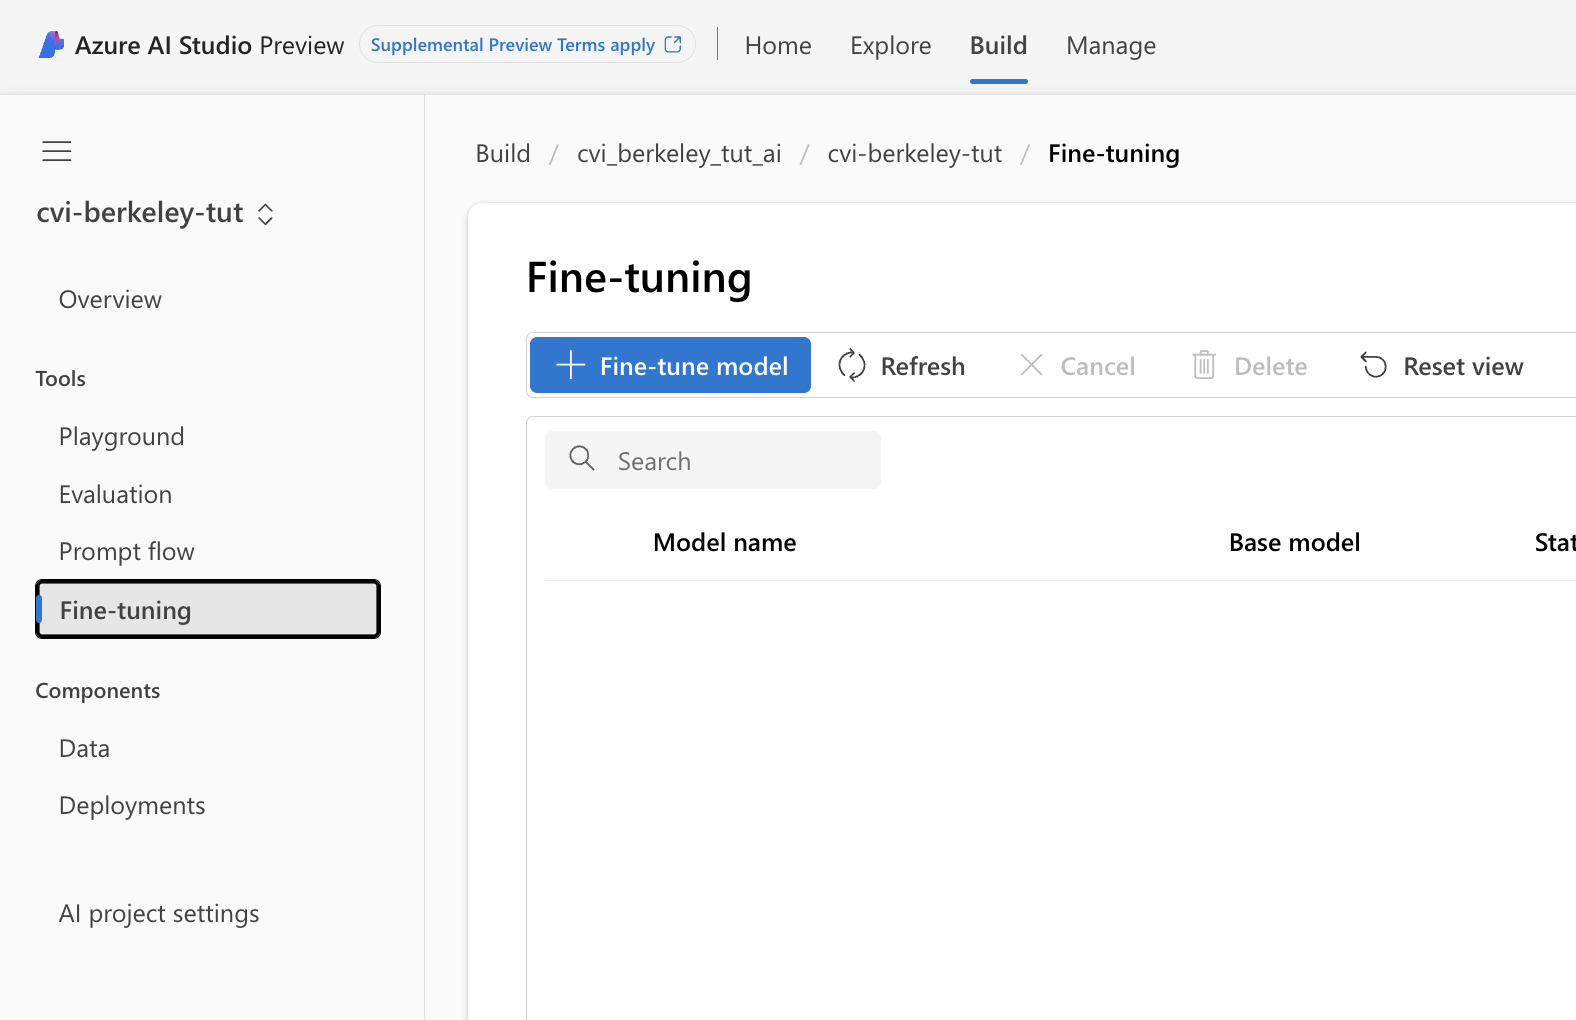 Azure AI Studio Preview Supplemental Preview Terms apply Home Explore Build Manage
Build / cvi_berkeley_tut_ai / cvi-berkeley-tut / Fine-tuning
cvi-berkeley-tut
Overview
Tools
Playground
Evaluation
Prompt flow
Fine-tuning
Components
Data
Deployments
AI project settings
Fine-tuning
Fine-tune model Refresh Cancel Delete Reset view
Search
Model name Base model Stat